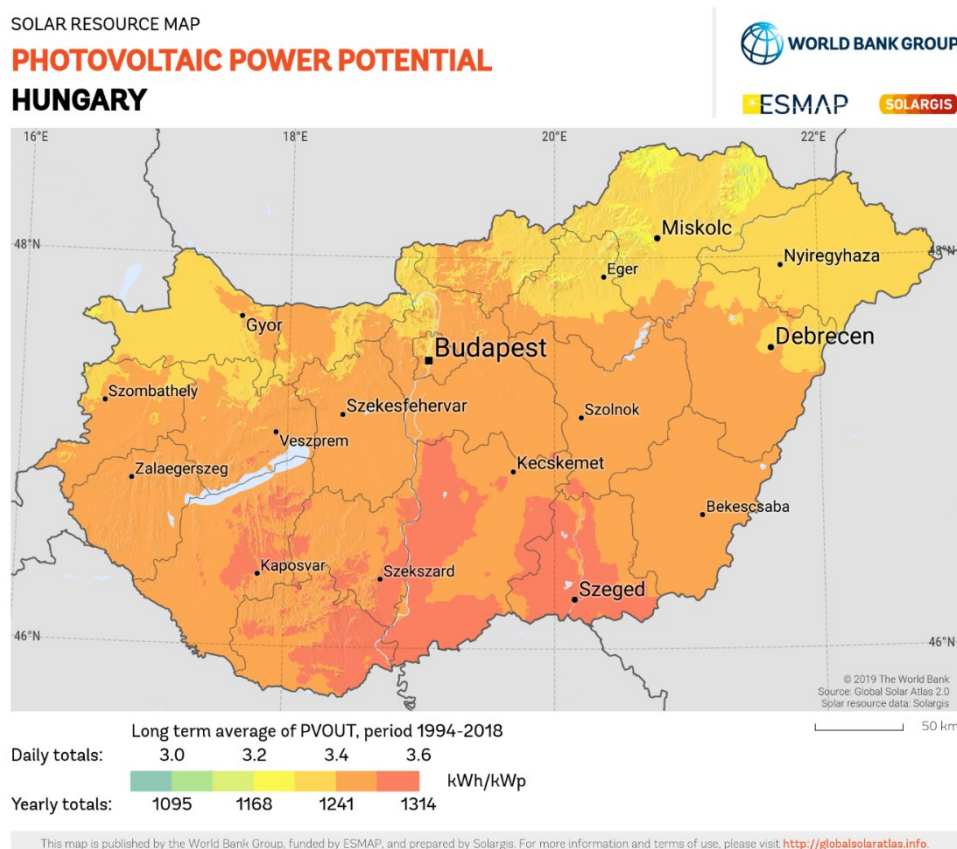 SOLAR RESOURCE MAP
PHOTOVOLTAIC POWER POTENTIAL
HUNGARY
WORLD BANK GROUP
ESMAP
SOLARGIS
16°E
18°E
20°E
22°E
48°N
48°N
Miskolc
Nyiregyhaza
Eger
Gyor
Debrecen
Budapest
Szombathely
Szekesfehervar
Szolnok
Veszprem
Zalaegerszeg
Kecskemet
Bekescsaba
Kaposvar
Szekszard
Szeged
46°N
46°N
© 2019 The World Bank
Source: Global Solar Atlas 2.0
Solar resource data: Solargis
50 km
Long term average of PVOUT, period 1994-2018
Daily totals: 3.0 3.2 3.4 3.6
kWh/kWp
Yearly totals: 1095 1168 1241 1314
This map is published by the World Bank Group, funded by ESMAP, and prepared by Solargis. For more information and terms of use, please visit http://globalsolaratlas.info.